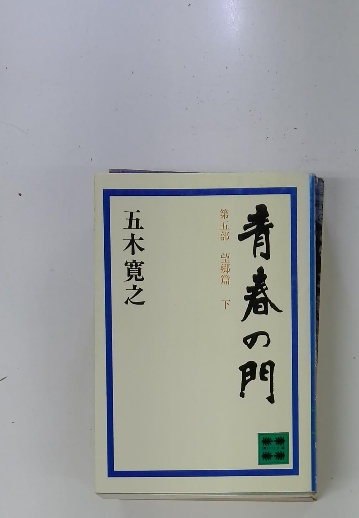 青春の門
第五部 望郷篇 下
五木寛之